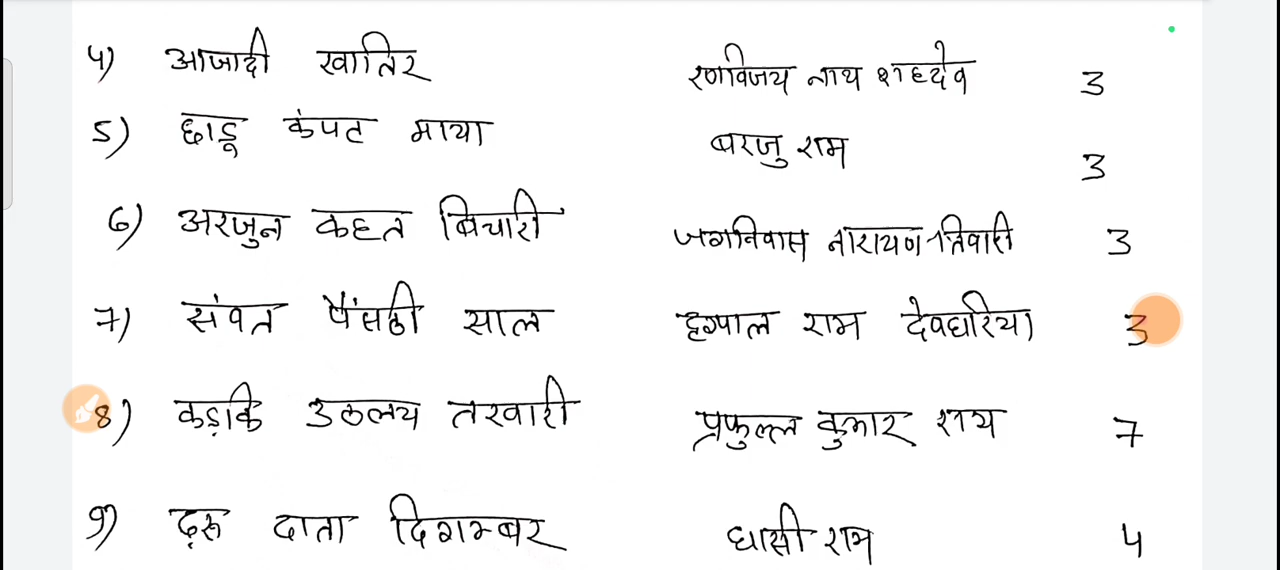 4) आजादी खातिर रणविजय नाथ शाहदेव 3
5) छाडू कंपट माया बरजु राम 3
6) अरजुन कहत बिचारी जगनिवास नारायण तिवारी 3
7) संवत पैंसठी साल हरपाल राम देवघरिया 3
8) कड़कि उठलय तरवारी प्रफुल्ल कुमार राय 7
9) ढ़रू दाता दिगम्बर घासी राम 4